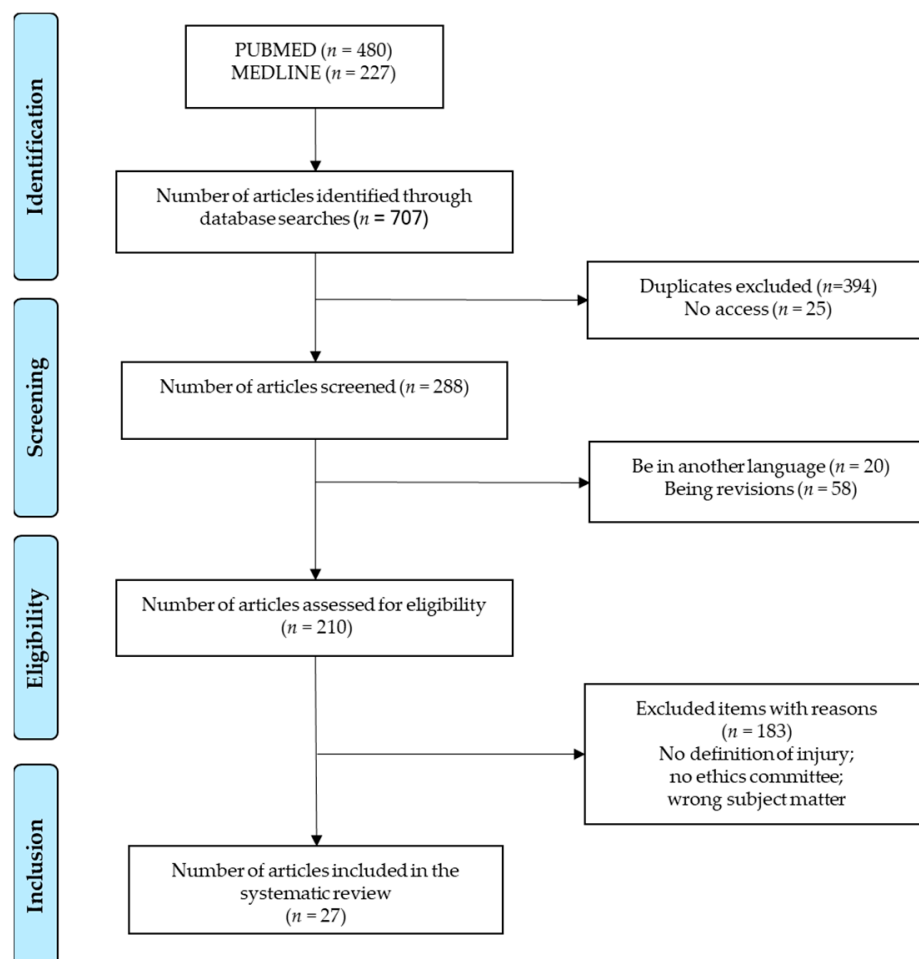 Identification
PUBMED (n = 480)
MEDLINE (n = 227)
Number of articles identified through
database searches (n = 707)
Duplicates excluded (n=394)
No access (n = 25)
Screening
Number of articles screened (n = 288)
Be in another language (n = 20)
Being revisions (n = 58)
Eligibility
Number of articles assessed for eligibility
(n = 210)
Excluded items with reasons
(n = 183)
No definition of injury;
no ethics committee;
wrong subject matter
Inclusion
Number of articles included in the
systematic review
(n = 27)